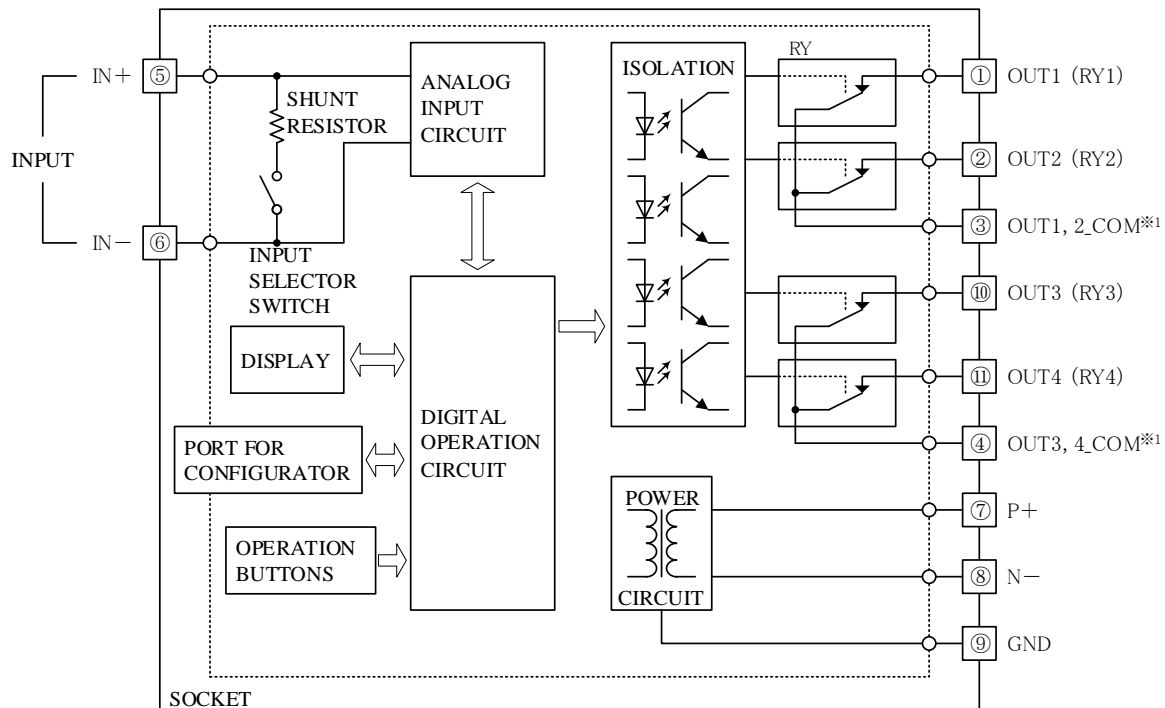 RY
IN+ ⑤
ANALOG
INPUT
CIRCUIT
ISOLATION
① OUT1 (RY1)
SHUNT
RESISTOR
INPUT
② OUT2 (RY2)
③ OUT1, 2_COM※1
IN− ⑥
INPUT
SELECTOR
SWITCH
⑩ OUT3 (RY3)
DISPLAY
⑪ OUT4 (RY4)
DIGITAL
OPERATION
CIRCUIT
PORT FOR
CONFIGURATOR
④ OUT3, 4_COM※1
POWER
CIRCUIT
⑦ P+
OPERATION
BUTTONS
⑧ N−
⑨ GND
SOCKET